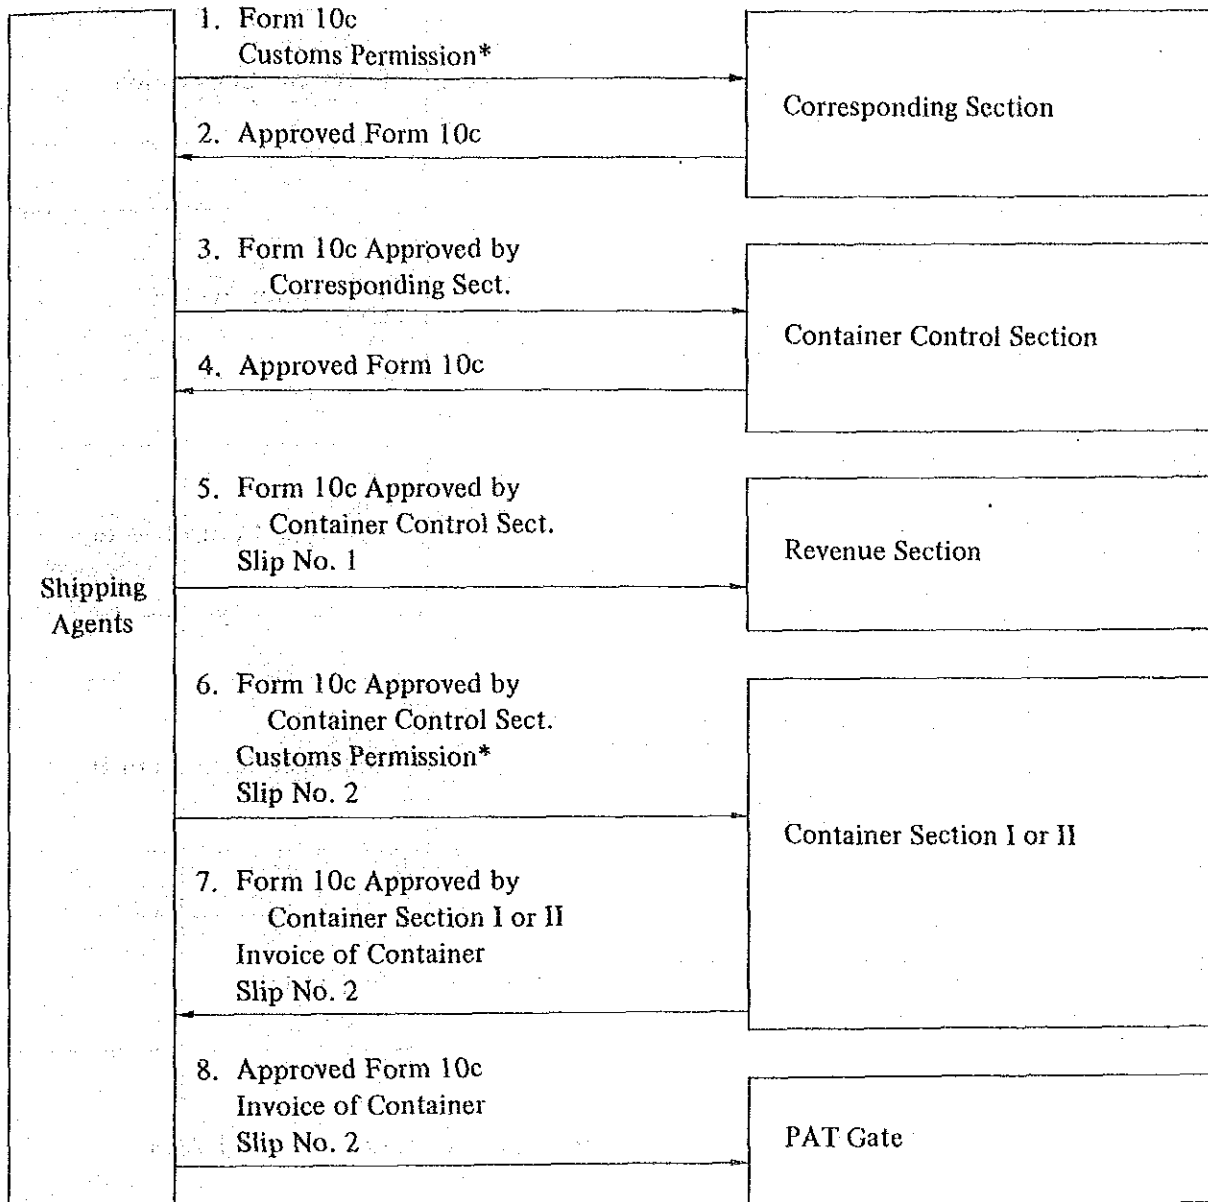 1. Form 10c
Customs Permission*
Corresponding Section
2. Approved Form 10c
3. Form 10c Approved by
Corresponding Sect.
Container Control Section
4. Approved Form 10c
5. Form 10c Approved by
Container Control Sect.
Slip No. 1
Revenue Section
Shipping
Agents
6. Form 10c Approved by
Container Control Sect.
Customs Permission*
Slip No. 2
Container Section I or II
7. Form 10c Approved by
Container Section I or II
Invoice of Container
Slip No. 2
8. Approved Form 10c
Invoice of Container
Slip No. 2
PAT Gate